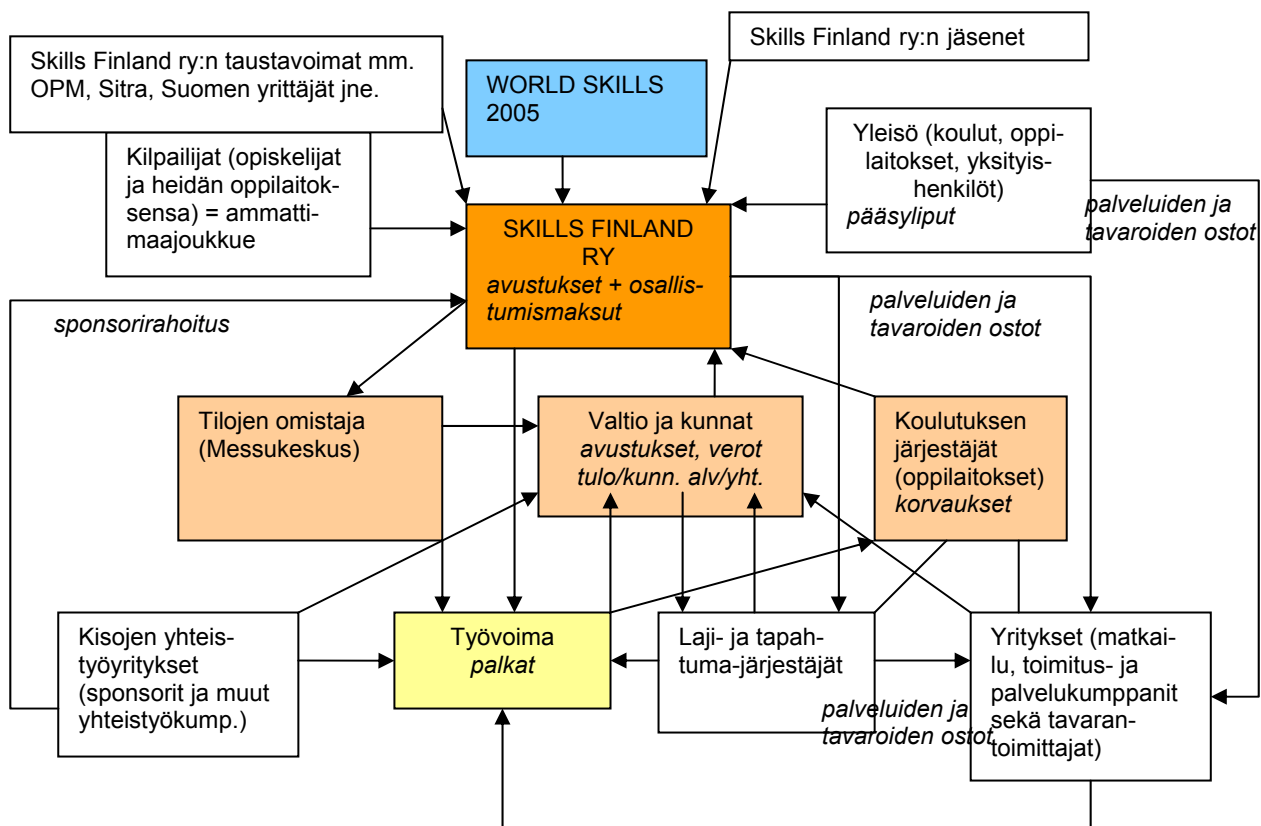 Skills Finland ry:n taustavoimat mm.
OPM, Sitra, Suomen yrittäjät jne.
WORLD SKILLS
2005
Skills Finland ry:n jäsenet
Kilpailijat (opiskelijat
ja heidän oppilaitok-
sensa) = ammatti-
maajoukkue
Yleisö (koulut, oppi-
laitokset, yksityis-
henkilöt)
pääsyliput
palveluiden ja
tavaroiden ostot
SKILLS FINLAND
RY
avustukset + osallis-
tumismaksut
sponsorirahoitus
palveluiden ja
tavaroiden ostot
Tilojen omistaja
(Messukeskus)
Valtio ja kunnat
avustukset, verot
tulo/kunn. alv/yht.
Koulutuksen
järjestäjät
(oppilaitokset)
korvaukset
Kisojen yhteis-
työyritykset
(sponsorit ja muut
yhteistyökump.)
Työvoima
palkat
Laji- ja tapah-
tuma-järjestäjät
palveluiden ja
tavaroiden ostot
Yritykset (matkai-
lu, toimitus- ja
palvelukumppanit
sekä tavaran-
toimittajat)